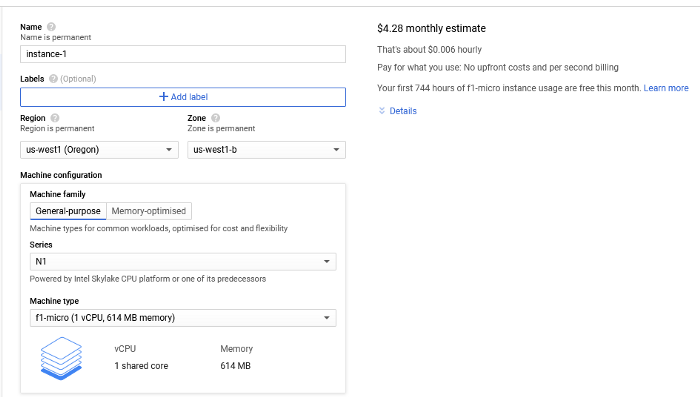 Name
Name is permanent
instance-1
Labels (Optional)
+ Add label
Region
Region is permanent
us-west1 (Oregon)
Zone
Zone is permanent
us-west1-b
Machine configuration
Machine family
General-purpose
Memory-optimised
Machine types for common workloads, optimised for cost and flexibility
Series
N1
Powered by Intel Skylake CPU platform or one of its predecessors
Machine type
f1-micro (1 vCPU, 614 MB memory)
vCPU
1 shared core
Memory
614 MB
$4.28 monthly estimate
That's about $0.006 hourly
Pay for what you use: No upfront costs and per second billing
Your first 744 hours of f1-micro instance usage are free this month. Learn more
Details